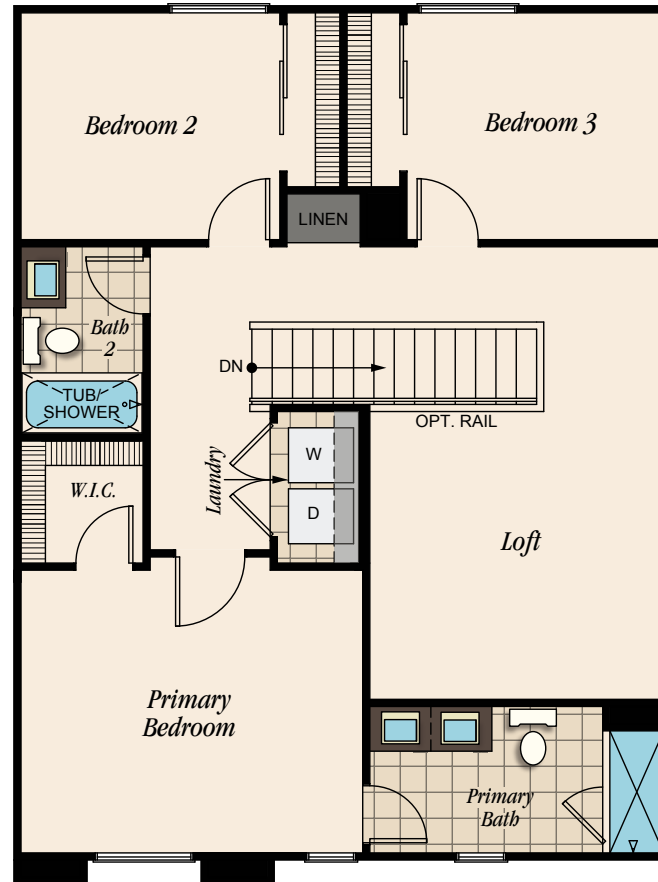 Bedroom 2
Bedroom 3
LINEN
Bath
2
DN
TUB/
SHOWER
OPT. RAIL
Laundry
W
D
W.I.C.
Loft
Primary
Bedroom
Primary
Bath